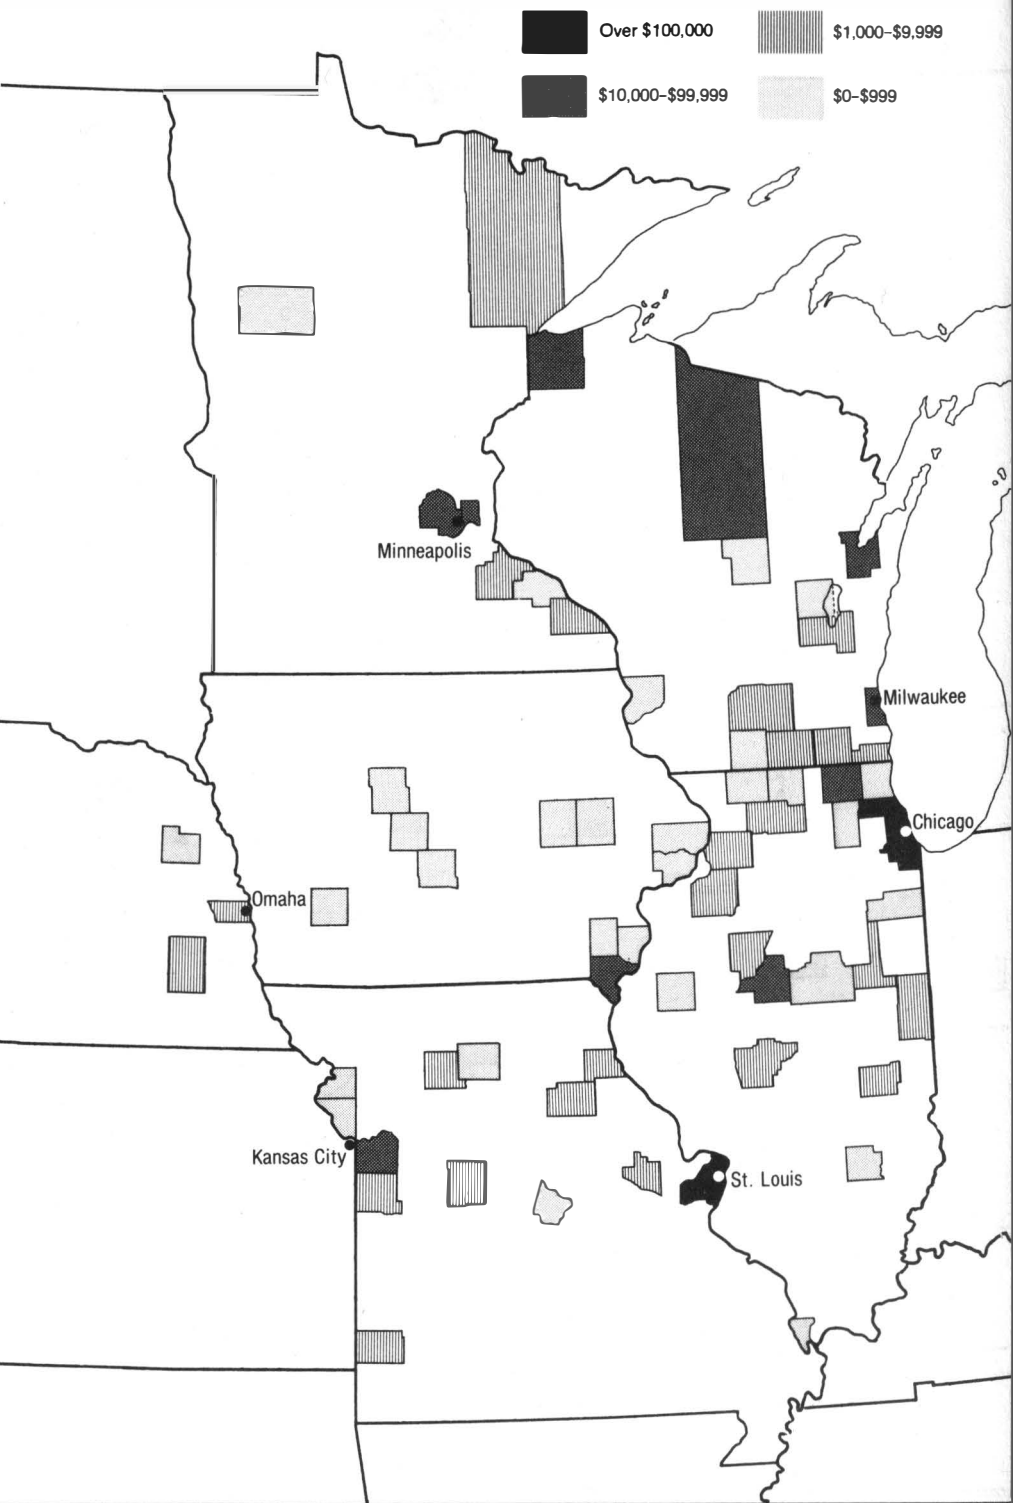 Over $100,000
$1,000–$9,999
$10,000–$99,999
$0–$999
Minneapolis
Milwaukee
Chicago
Omaha
Kansas City
St. Louis